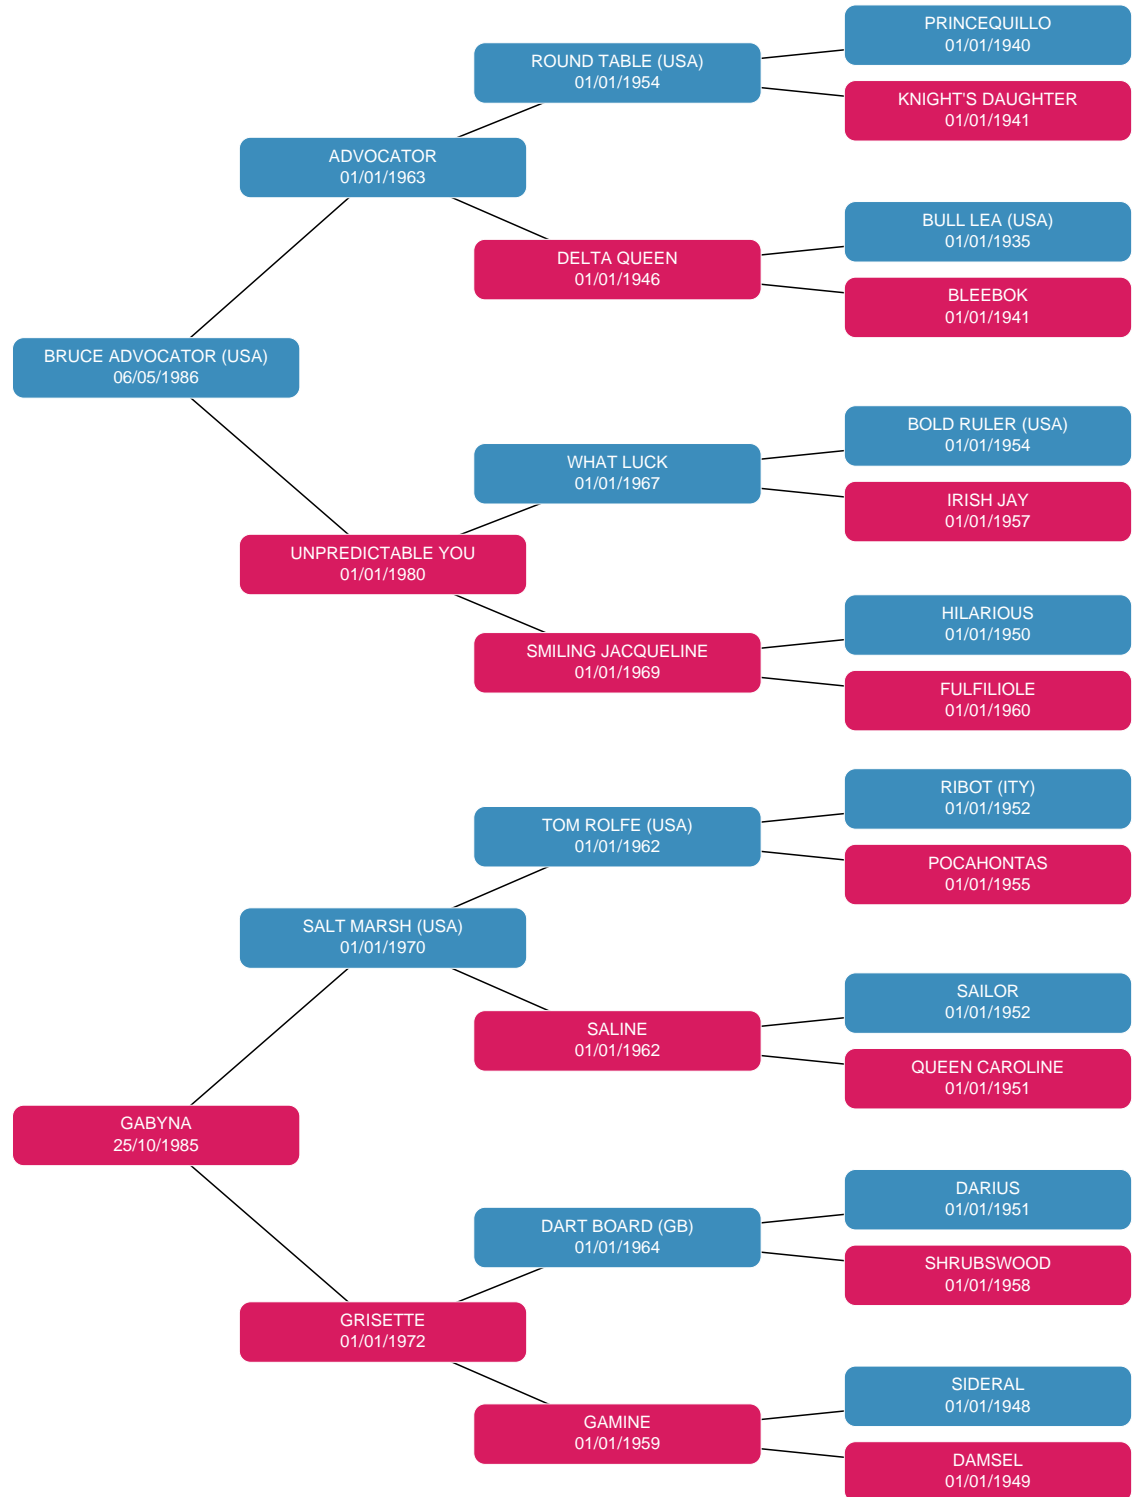 PRINCEQUILLO
01/01/1940
ROUND TABLE (USA)
01/01/1954
KNIGHT'S DAUGHTER
01/01/1941
ADVOCATOR
01/01/1963
BULL LEA (USA)
01/01/1935
DELTA QUEEN
01/01/1946
BLEEBOK
01/01/1941
BRUCE ADVOCATOR (USA)
06/05/1986
BOLD RULER (USA)
01/01/1954
WHAT LUCK
01/01/1967
IRISH JAY
01/01/1957
UNPREDICTABLE YOU
01/01/1980
HILARIOUS
01/01/1950
SMILING JACQUELINE
01/01/1969
FULFILIOLE
01/01/1960
RIBOT (ITY)
01/01/1952
TOM ROLFE (USA)
01/01/1962
POCAHONTAS
01/01/1955
SALT MARSH (USA)
01/01/1970
SAILOR
01/01/1952
SALINE
01/01/1962
QUEEN CAROLINE
01/01/1951
GABYNA
25/10/1985
DARIUS
01/01/1951
DART BOARD (GB)
01/01/1964
SHRUBSWOOD
01/01/1958
GRISETTE
01/01/1972
SIDERAL
01/01/1948
GAMINE
01/01/1959
DAMSEL
01/01/1949